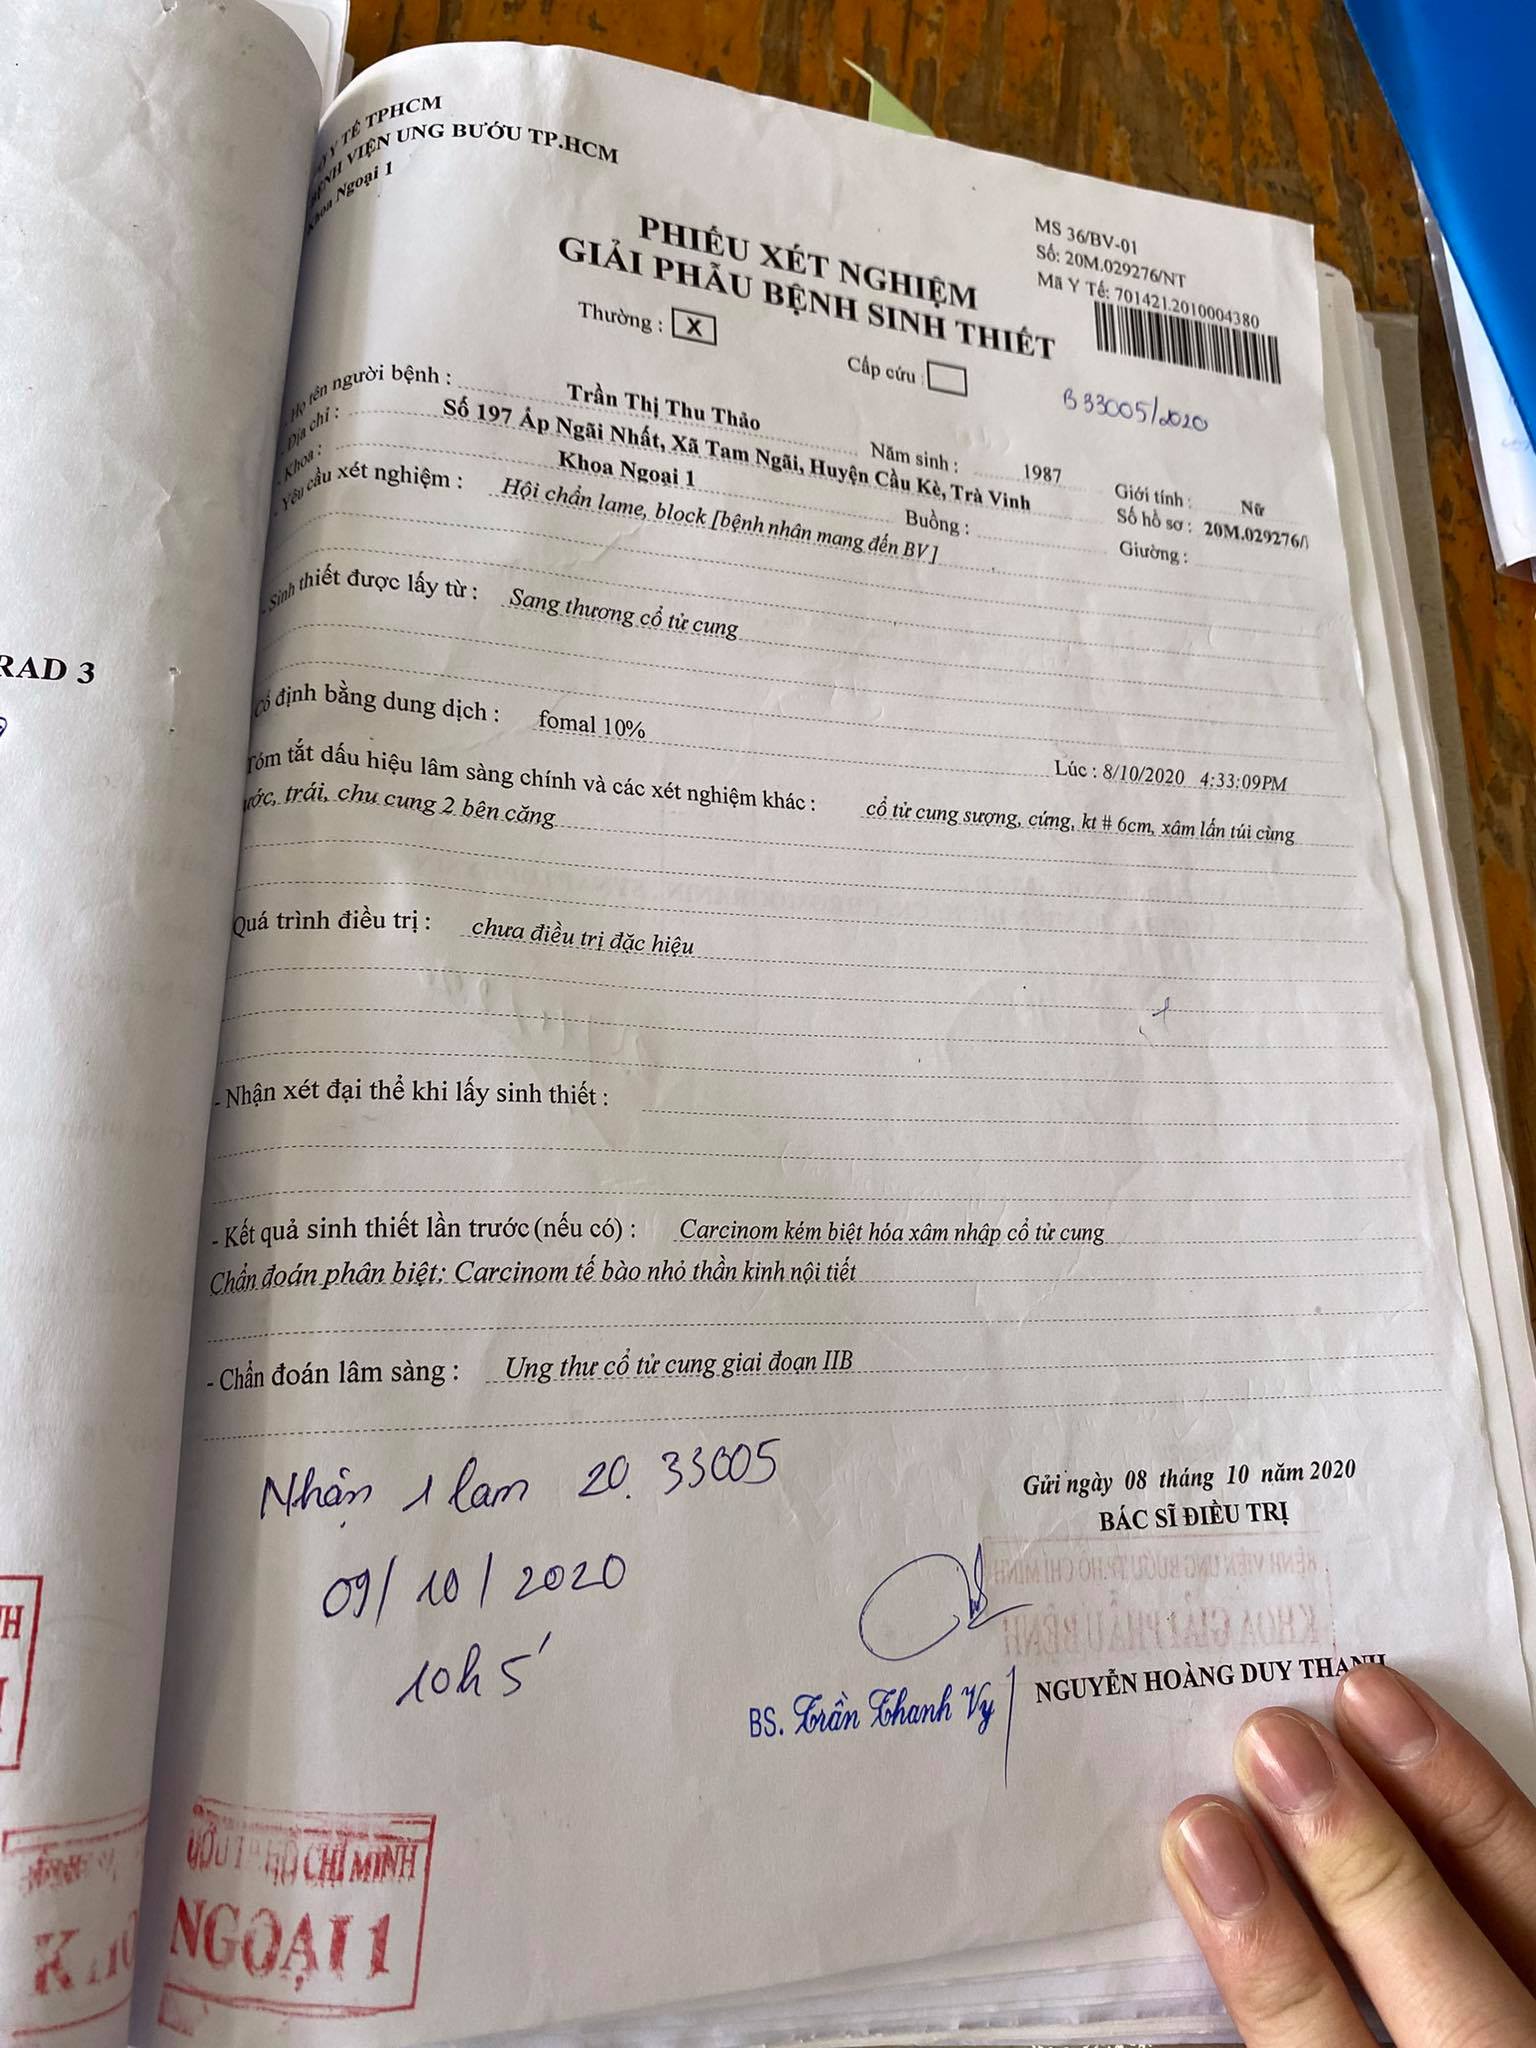 Y TẾ TPHCM
BỆNH VIỆN UNG BƯỚU TP.HCM
Khoa Ngoại 1
MS 36/BV-01
Số: 20M.029276/NT
Mã Y Tế: 701421.2010004380
PHIẾU XÉT NGHIỆM
GIẢI PHẪU BỆNH SINH THIẾT
Thường : X
Cấp cứu
B33005/2020
Họ tên người bệnh : Trần Thị Thu Thảo Năm sinh : 1987 Giới tính : Nữ
- Địa chỉ : Số 197 Ấp Ngãi Nhất, Xã Tam Ngãi, Huyện Cầu Kè, Trà Vinh Số hồ sơ : 20M.029276/
- Khoa : Khoa Ngoại 1 Buồng : Giường :
- Yêu cầu xét nghiệm : Hội chẩn lame, block [bệnh nhân mang đến BV]
- Sinh thiết được lấy từ : Sang thương cổ tử cung
Cố định bằng dung dịch : fomal 10% Lúc : 8/10/2020 4:33:09PM
Tóm tắt dấu hiệu lâm sàng chính và các xét nghiệm khác : cổ tử cung sượng, cứng, kt # 6cm, xâm lấn túi cùng
ước, trái, chu cung 2 bên căng
Quá trình điều trị : chưa điều trị đặc hiệu
- Nhận xét đại thể khi lấy sinh thiết :
- Kết quả sinh thiết lần trước (nếu có) : Carcinom kém biệt hóa xâm nhập cổ tử cung
Chẩn đoán phân biệt: Carcinom tế bào nhỏ thần kinh nội tiết
- Chẩn đoán lâm sàng : Ung thư cổ tử cung giai đoạn IIB
Nhận 1 lam 20. 33005
09/10/2020
10h5'
Gửi ngày 08 tháng 10 năm 2020
BÁC SĨ ĐIỀU TRỊ
BỆNH VIỆN UNG BƯỚU TP. HỒ CHÍ MINH
KHOA GIẢI PHẪU BỆNH
BS. Trần Thanh Vy
NGUYỄN HOÀNG DUY THANH
CHÍ MINH
NGOẠI 1
RAD 3